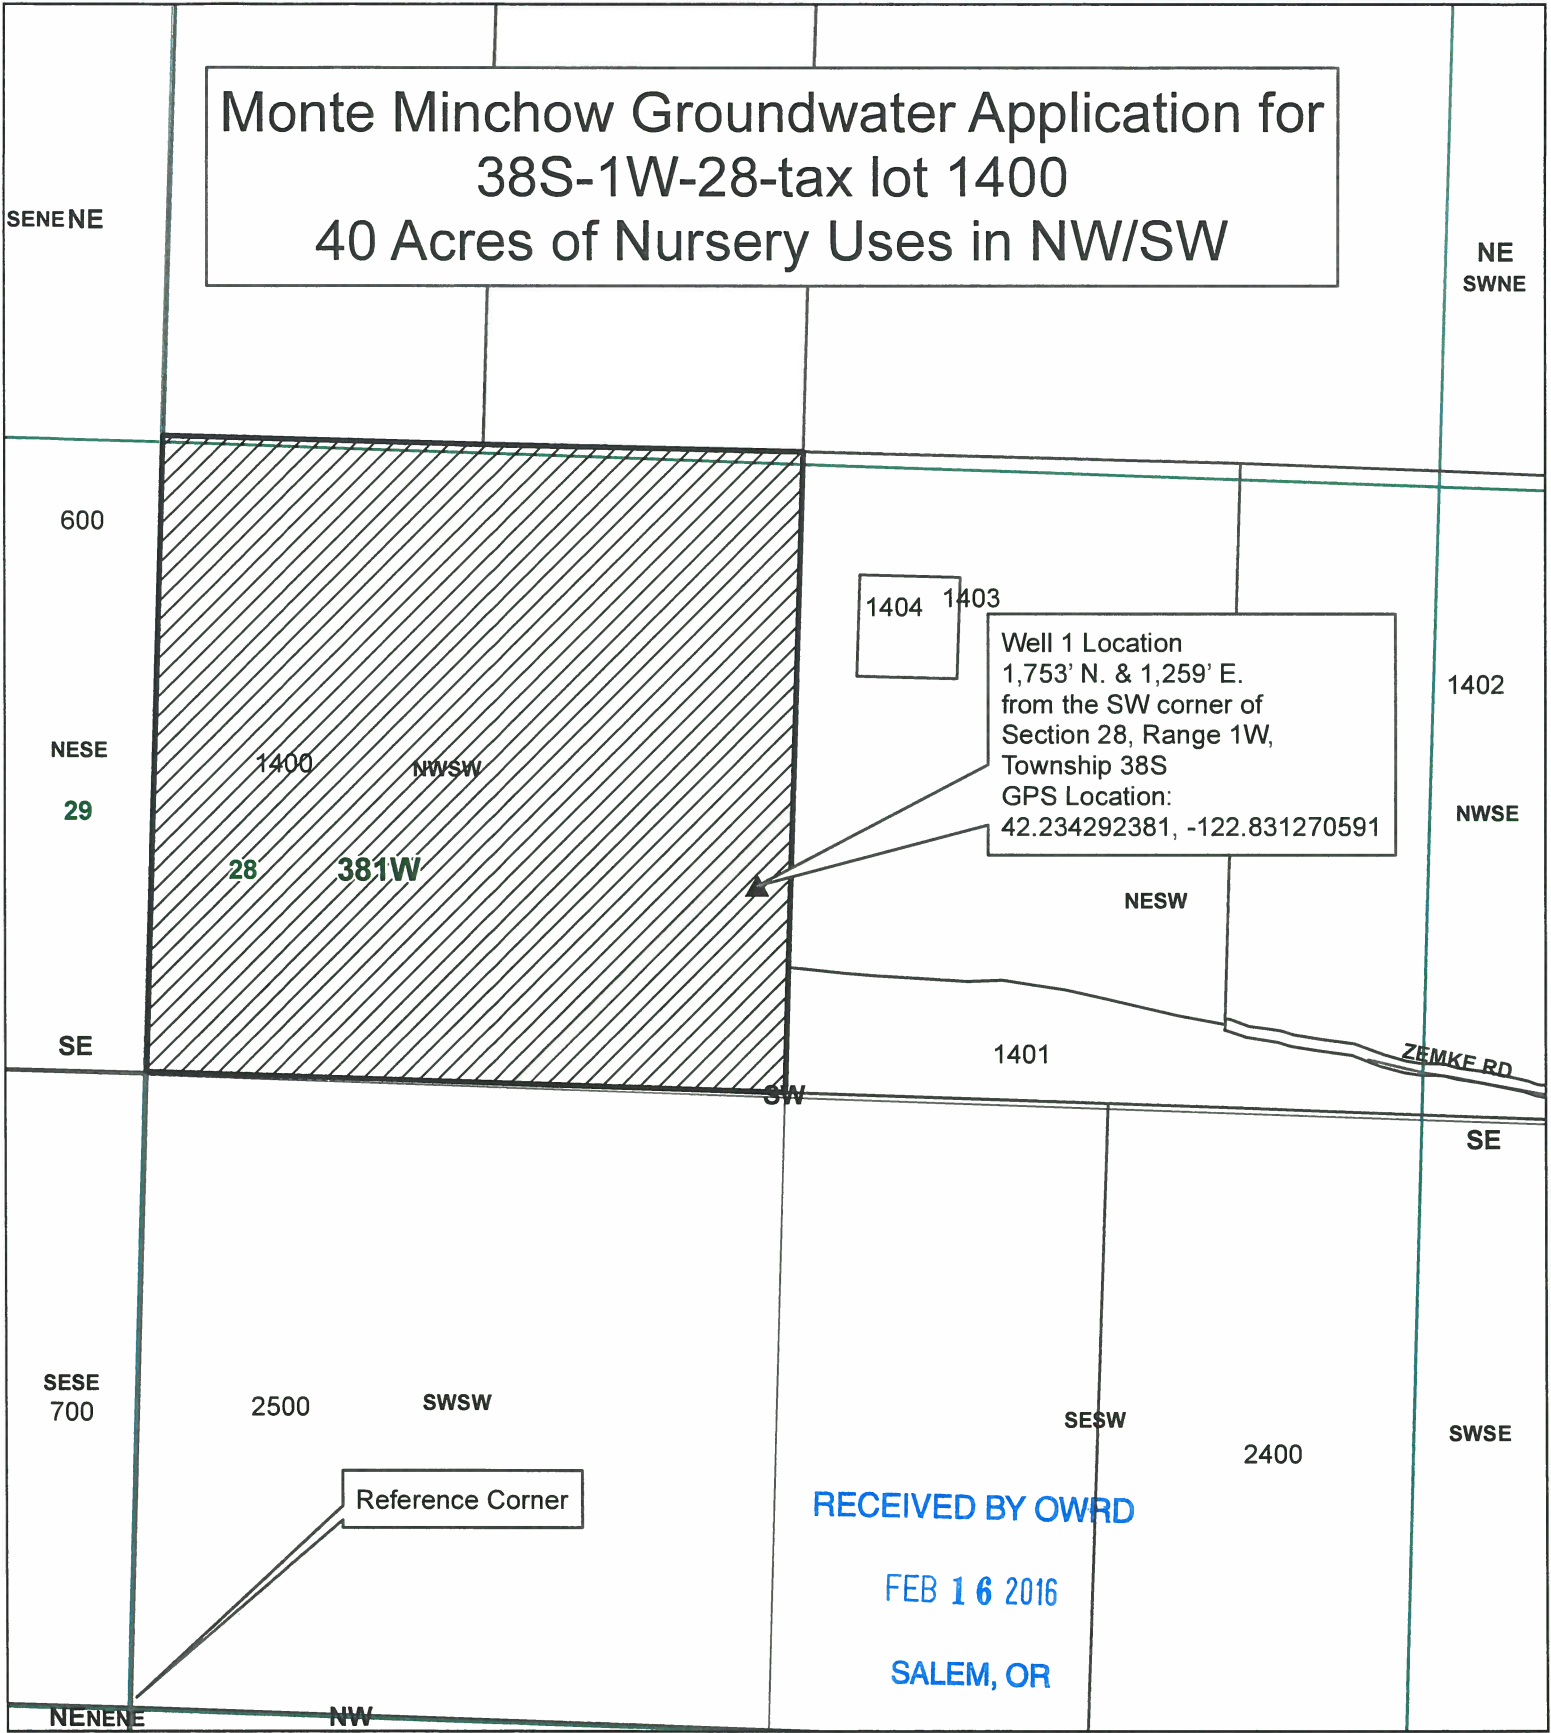 Monte Minchow Groundwater Application for
38S-1W-28-tax lot 1400
40 Acres of Nursery Uses in NW/SW
SENE NE
NE
SWNE
600
1404
1403
Well 1 Location
1,753' N. & 1,259' E.
from the SW corner of
Section 28, Range 1W,
Township 38S
GPS Location:
42.234292381, -122.831270591
1402
NESE
1400
NWSW
29
NWSE
28
381W
NESW
SE
1401
ZEMKE RD
SW
SE
SESE
700
2500
SWSW
SESW
2400
SWSE
Reference Corner
RECEIVED BY OWRD
FEB 16 2016
SALEM, OR
NENENE
NW